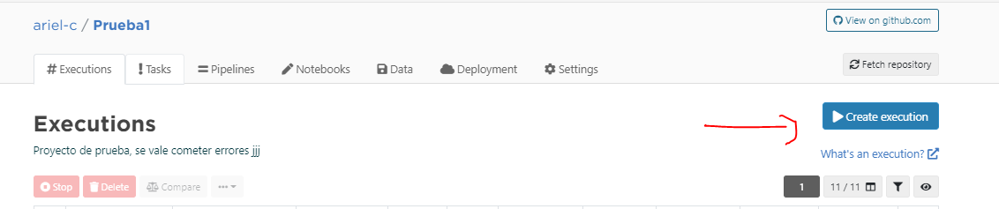 ariel-c / Prueba1
View on github.com
# Executions
! Tasks
Pipelines
Notebooks
Data
Deployment
Settings
Fetch repository
Executions
Create execution
Proyecto de prueba, se vale cometer errores jjj
What's an execution?
Stop
Delete
Compare
1
11 / 11